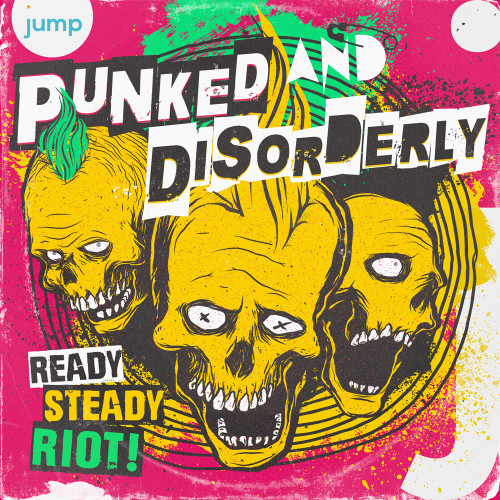 jump
PUNKED AND
DISORDERLY
READY
STEADY
RIOT!